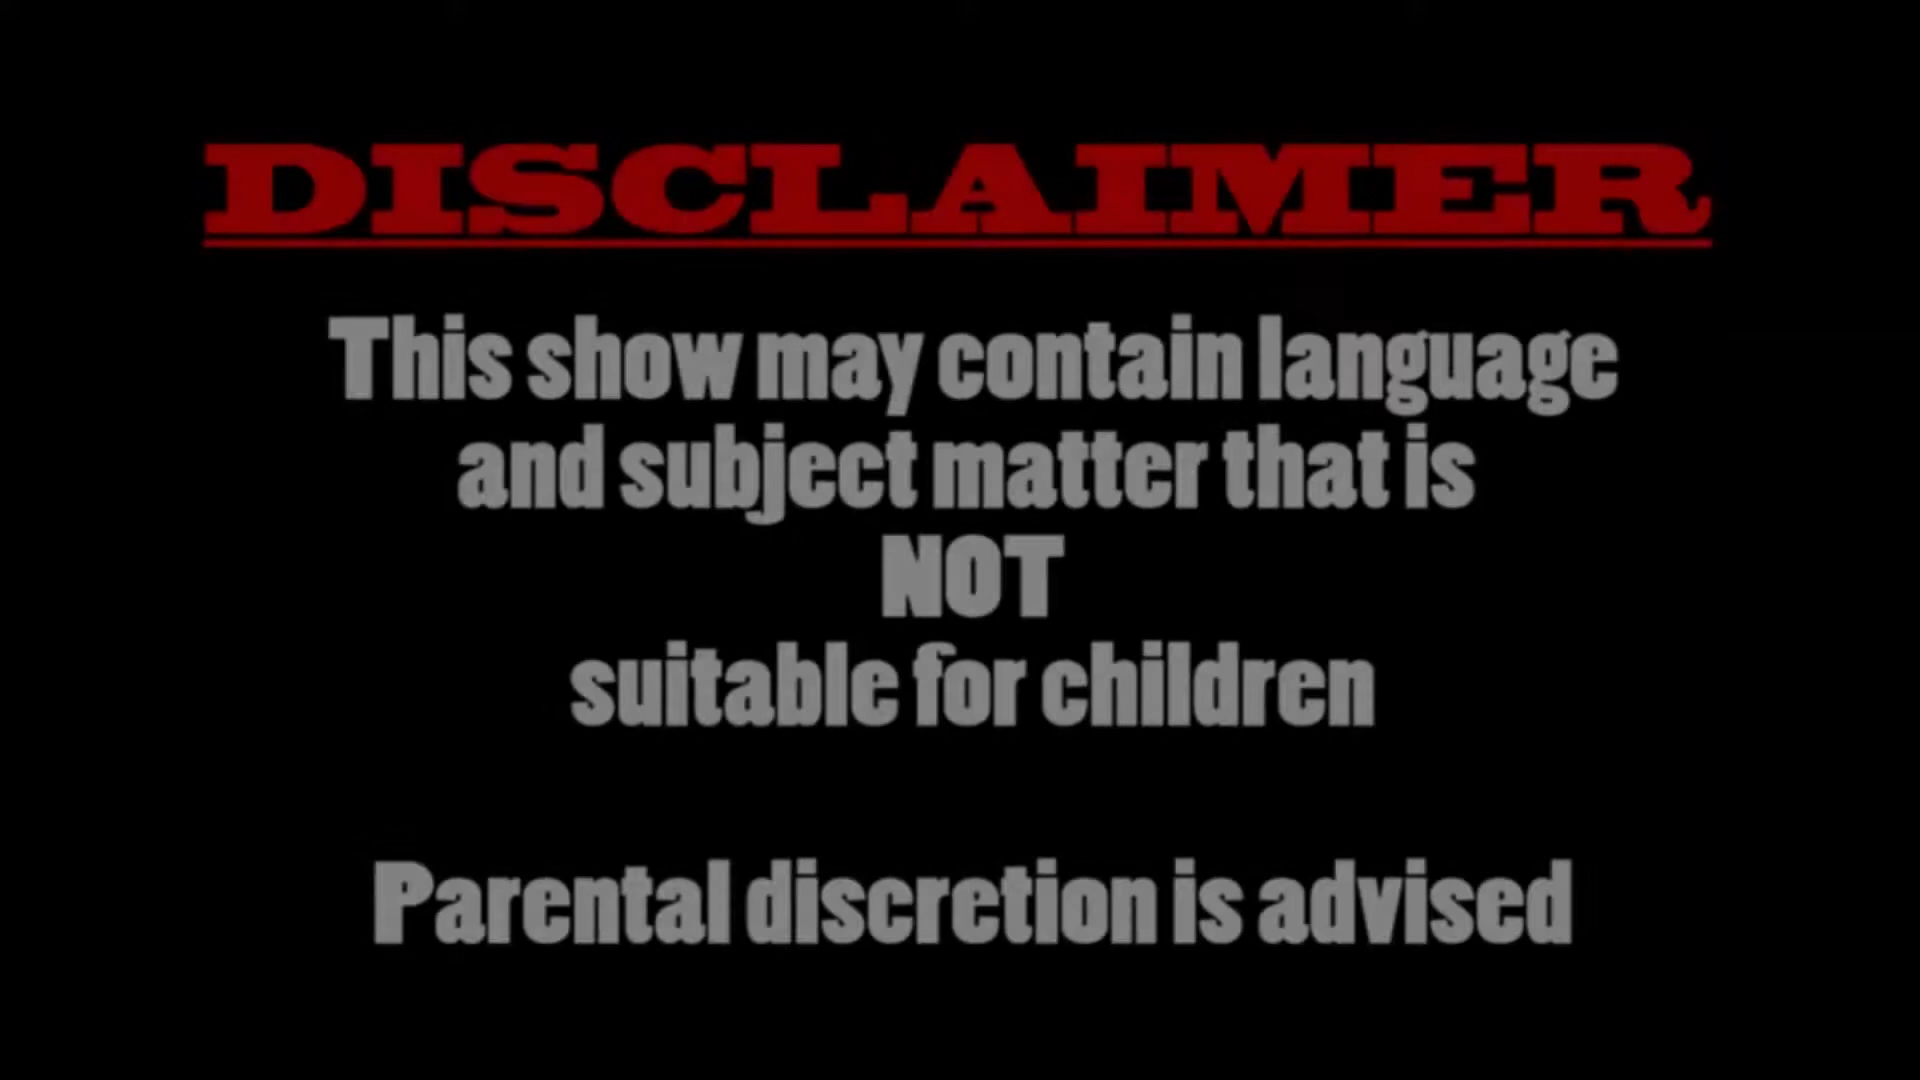 DISCLAIMER
This show may contain language
and subject matter that is
NOT
suitable for children
Parental discretion is advised